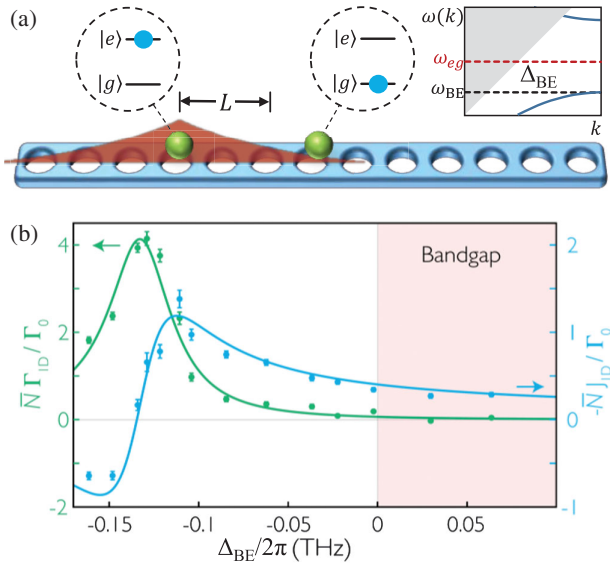 (a)
|e⟩
|g⟩
L
|e⟩
|g⟩
ω(k)
ω_eg
Δ_BE
ω_BE
k
(b)
4
2
0
-2
N̄ Γ_1D / Γ_0
Bandgap
2
1
0
-1
-N̄ J_1D / Γ_0
-0.15
-0.1
-0.05
0
0.05
Δ_BE/2π (THz)